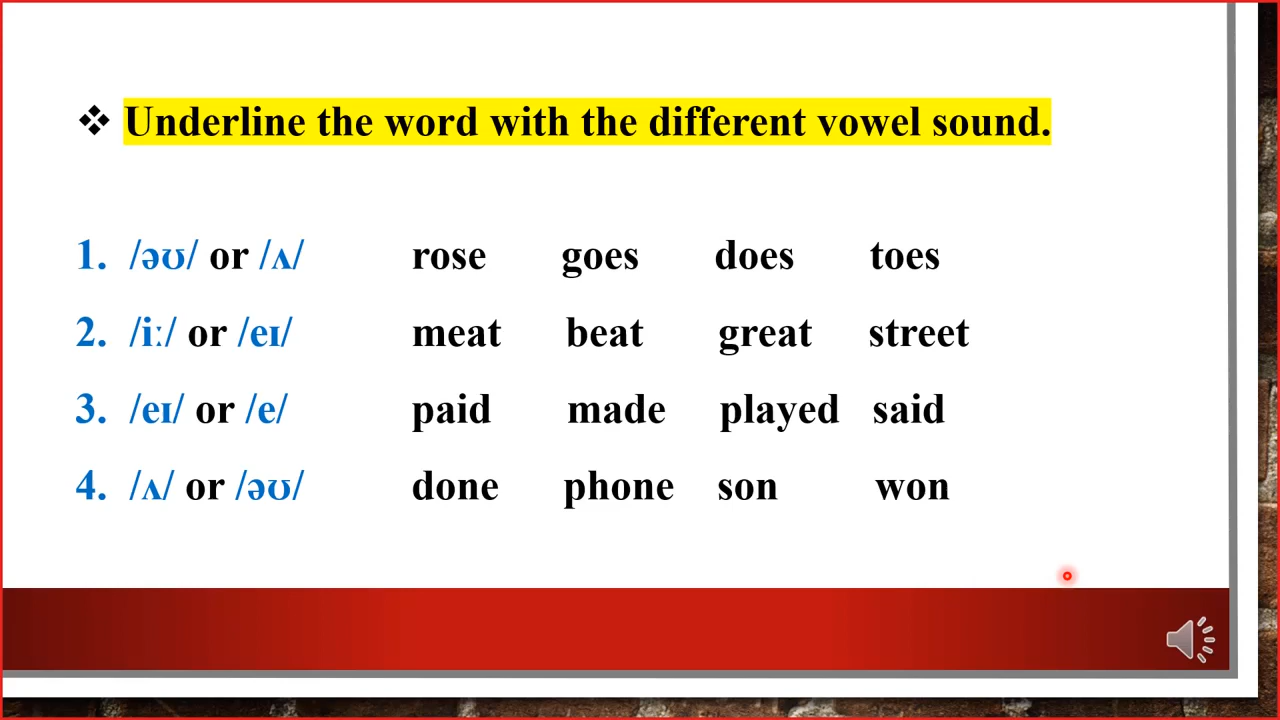 ❖ Underline the word with the different vowel sound.
1. /əʊ/ or /ʌ/ rose goes does toes
2. /iː/ or /eɪ/ meat beat great street
3. /eɪ/ or /e/ paid made played said
4. /ʌ/ or /əʊ/ done phone son won